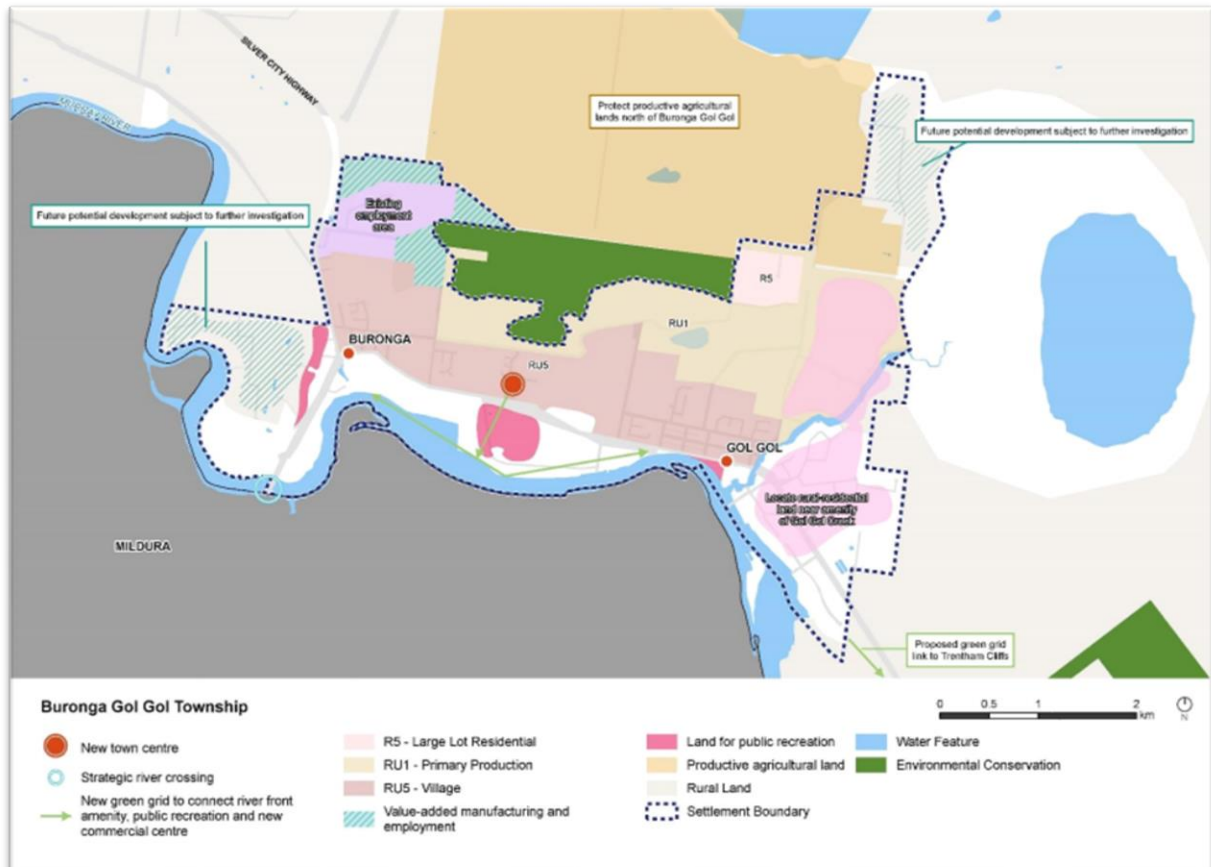 SILVER CITY HIGHWAY
MURRAY RIVER
Protect productive agricultural
lands north of Buronga Gol Gol
Future potential development subject to further investigation
Existing
employment
area
Future potential development subject to further investigation
R5
RU1
BURONGA
RU5
GOL GOL
Locate rural-residential
land near amenity
of Gol Gol Creek
MILDURA
Proposed green grid
link to Trentham Cliffs
Buronga Gol Gol Township
0 0.5 1 2
km
N
New town centre
Strategic river crossing
New green grid to connect river front
amenity, public recreation and new
commercial centre
R5 - Large Lot Residential
RU1 - Primary Production
RU5 - Village
Value-added manufacturing and
employment
Land for public recreation
Productive agricultural land
Rural Land
Settlement Boundary
Water Feature
Environmental Conservation